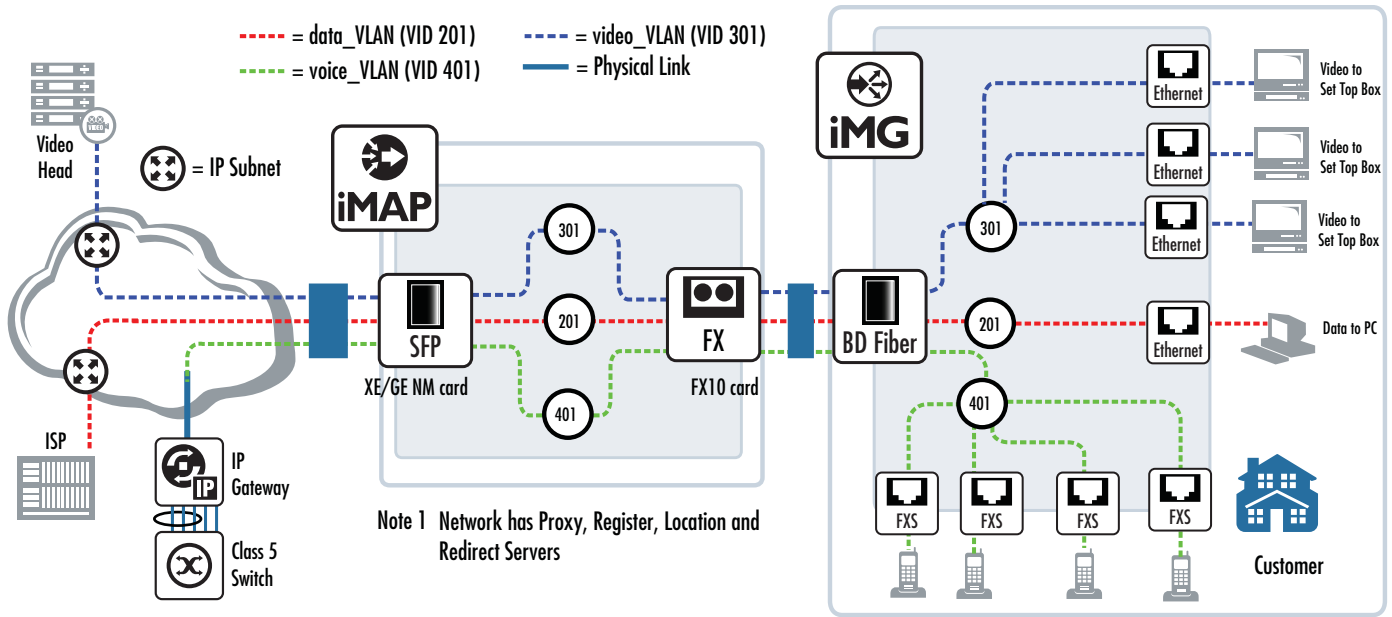 = data_VLAN (VID 201)
= video_VLAN (VID 301)
= voice_VLAN (VID 401)
= Physical Link
Video
Head
= IP Subnet
iMAP
iMG
301
201
401
SFP
XE/GE NM card
FX
FX10 card
BD Fiber
301
201
401
Ethernet
Video to
Set Top Box
Ethernet
Video to
Set Top Box
Ethernet
Video to
Set Top Box
Ethernet
Data to PC
FXS
FXS
FXS
FXS
Customer
ISP
IP
IP
Gateway
Class 5
Switch
Note 1 Network has Proxy, Register, Location and
Redirect Servers